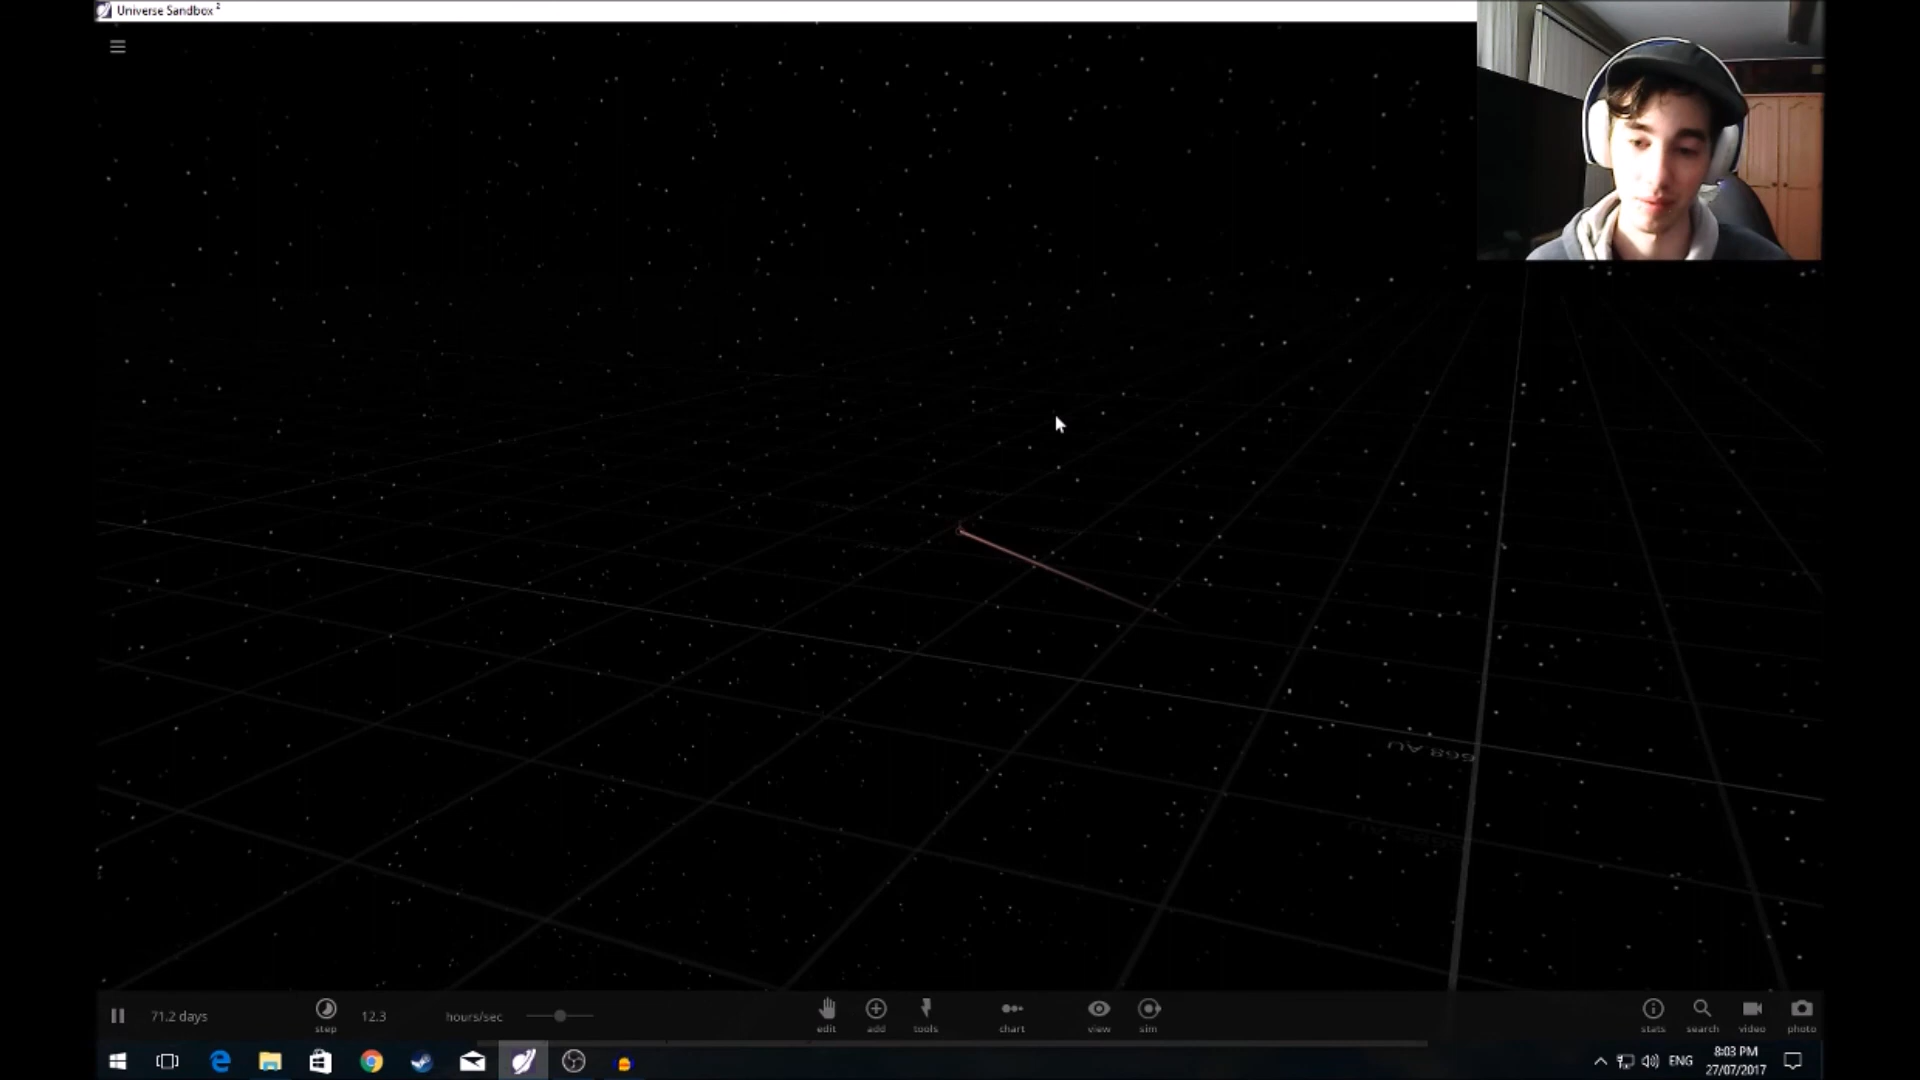 Universe Sandbox ²
668 AU
71.2 days
step
12.3
hours/sec
edit
add
tools
chart
view
sim
stats
search
video
photo
ENG
8:03 PM
27/07/2017